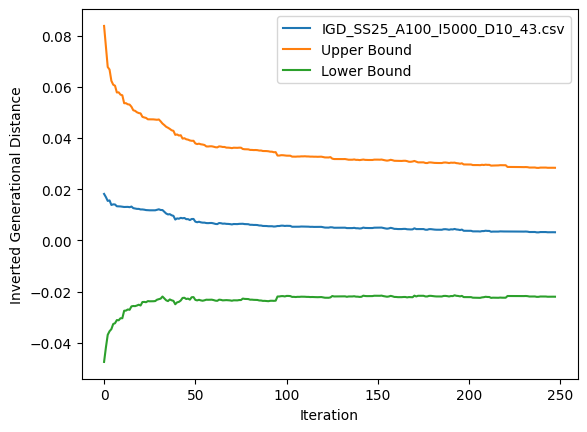 IGD_SS25_A100_I5000_D10_43.csv
Upper Bound
Lower Bound
Inverted Generational Distance
0.08
0.06
0.04
0.02
0.00
−0.02
−0.04
0
50
100
150
200
250
Iteration